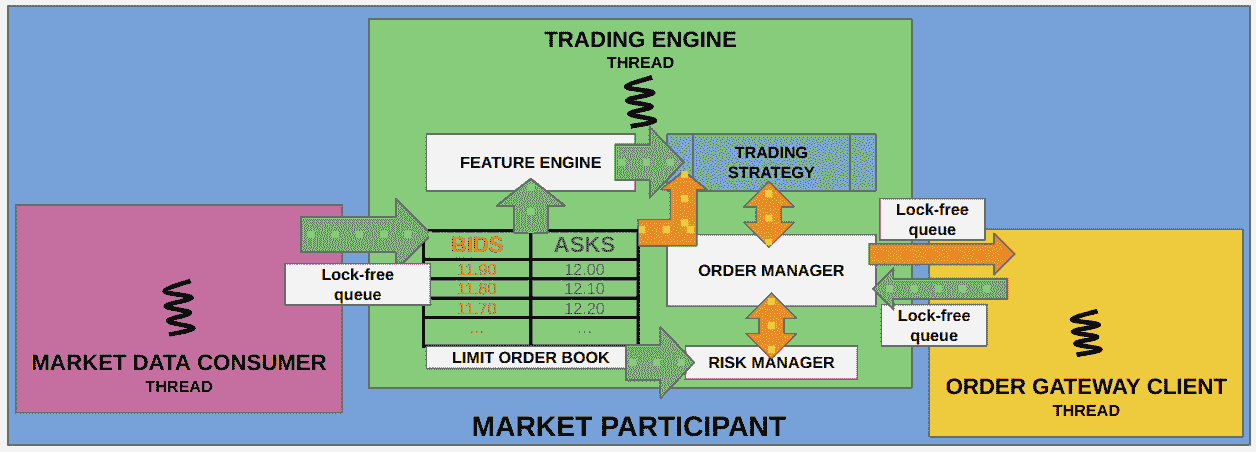 TRADING ENGINE
THREAD
FEATURE ENGINE
TRADING
STRATEGY
Lock-free
queue
BIDS ASKS
11.90 12.00
11.80 12.10
11.70 12.20
... ...
ORDER MANAGER
Lock-free
queue
Lock-free
queue
LIMIT ORDER BOOK
RISK MANAGER
MARKET DATA CONSUMER
THREAD
ORDER GATEWAY CLIENT
THREAD
MARKET PARTICIPANT